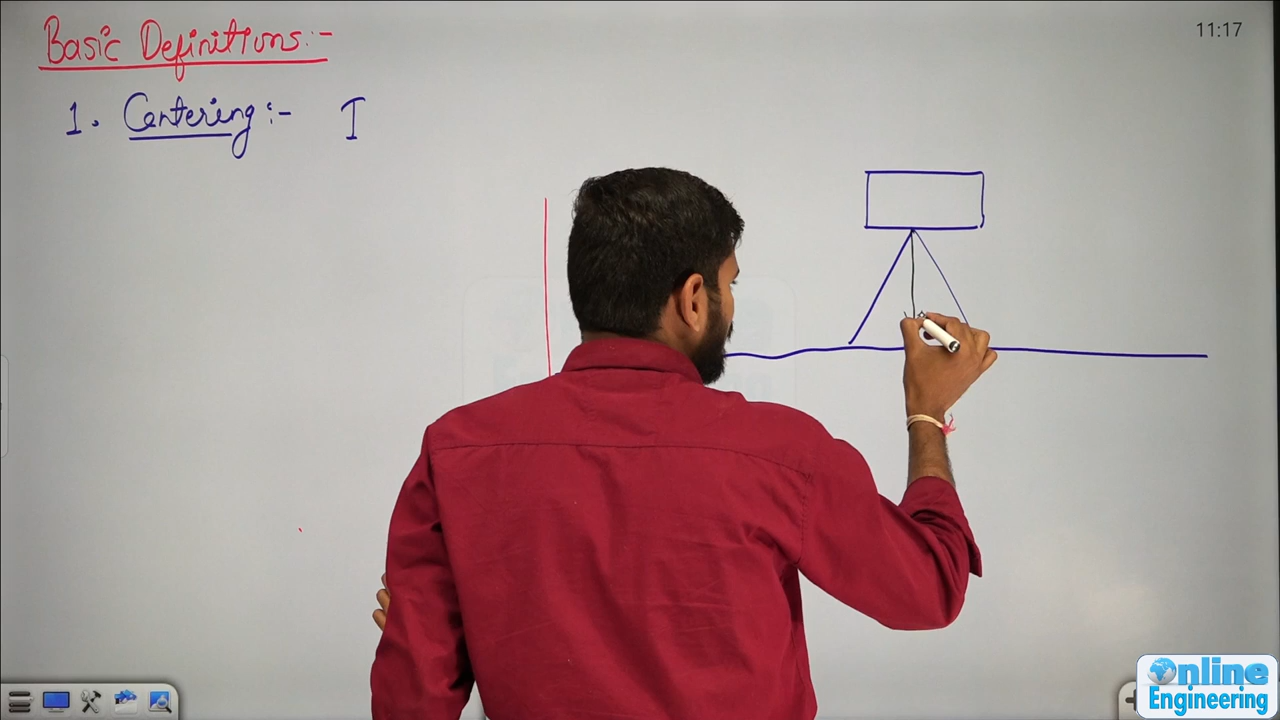 Basic Definitions:-
11:17
1. Centering:- I
Online
Engineering